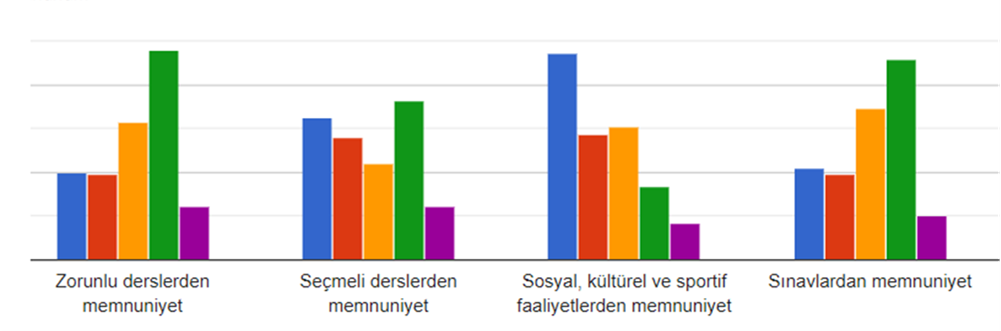 Zorunlu derslerden
memnuniyet
Seçmeli derslerden
memnuniyet
Sosyal, kültürel ve sportif
faaliyetlerden memnuniyet
Sınavlardan memnuniyet